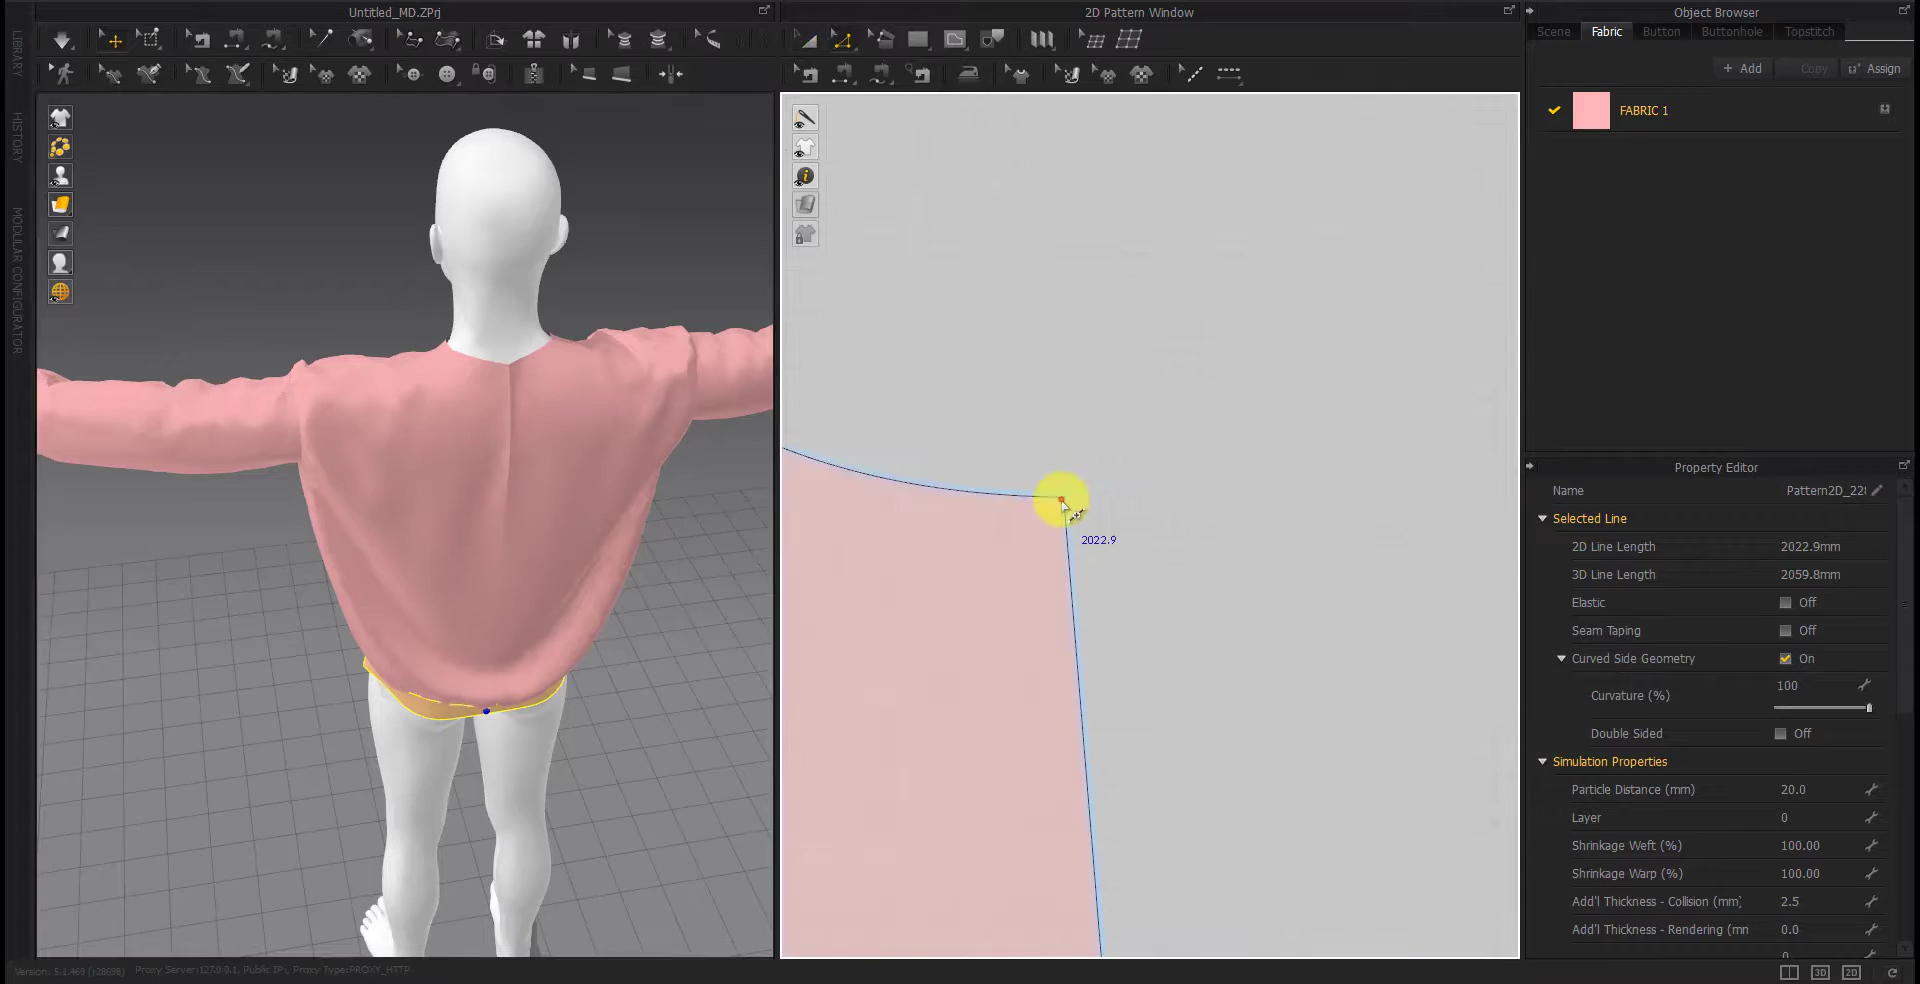 Untitled_MD.ZPrj
2D Pattern Window
Object Browser
Scene
Fabric
Button
Buttonhole
Topstitch
+ Add
Copy
Assign
FABRIC 1
LIBRARY
HISTORY
MODULAR CONFIGURATOR
2022.9
Property Editor
Name
Pattern2D_228
Selected Line
2D Line Length
2022.9mm
3D Line Length
2059.8mm
Elastic
Off
Seam Taping
Off
Curved Side Geometry
On
Curvature (%)
100
Double Sided
Off
Simulation Properties
Particle Distance (mm)
20.0
Layer
0
Shrinkage Weft (%)
100.00
Shrinkage Warp (%)
100.00
Add'l Thickness - Collision (mm)
2.5
Add'l Thickness - Rendering (mn
0.0
Version: 5.1.469 (r28698)
Proxy Server:127.0.0.1, Public IP:, Proxy Type:PROXY_HTTP
3D
2D